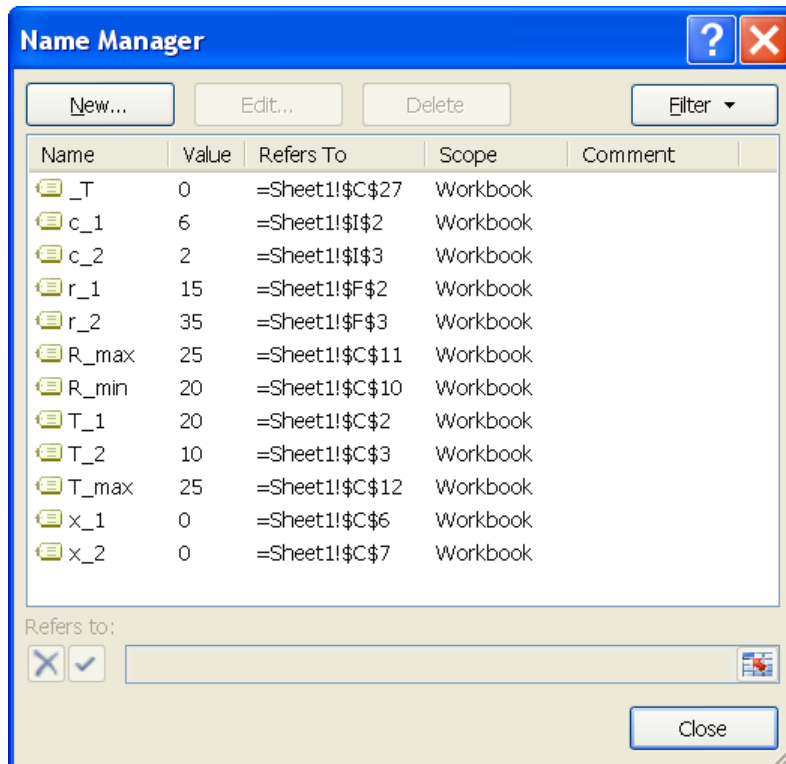 Name Manager
New... Edit... Delete Filter
Name Value Refers To Scope Comment
_T 0 =Sheet1!$C$27 Workbook
c_1 6 =Sheet1!$I$2 Workbook
c_2 2 =Sheet1!$I$3 Workbook
r_1 15 =Sheet1!$F$2 Workbook
r_2 35 =Sheet1!$F$3 Workbook
R_max 25 =Sheet1!$C$11 Workbook
R_min 20 =Sheet1!$C$10 Workbook
T_1 20 =Sheet1!$C$2 Workbook
T_2 10 =Sheet1!$C$3 Workbook
T_max 25 =Sheet1!$C$12 Workbook
x_1 0 =Sheet1!$C$6 Workbook
x_2 0 =Sheet1!$C$7 Workbook
Refers to:
Close